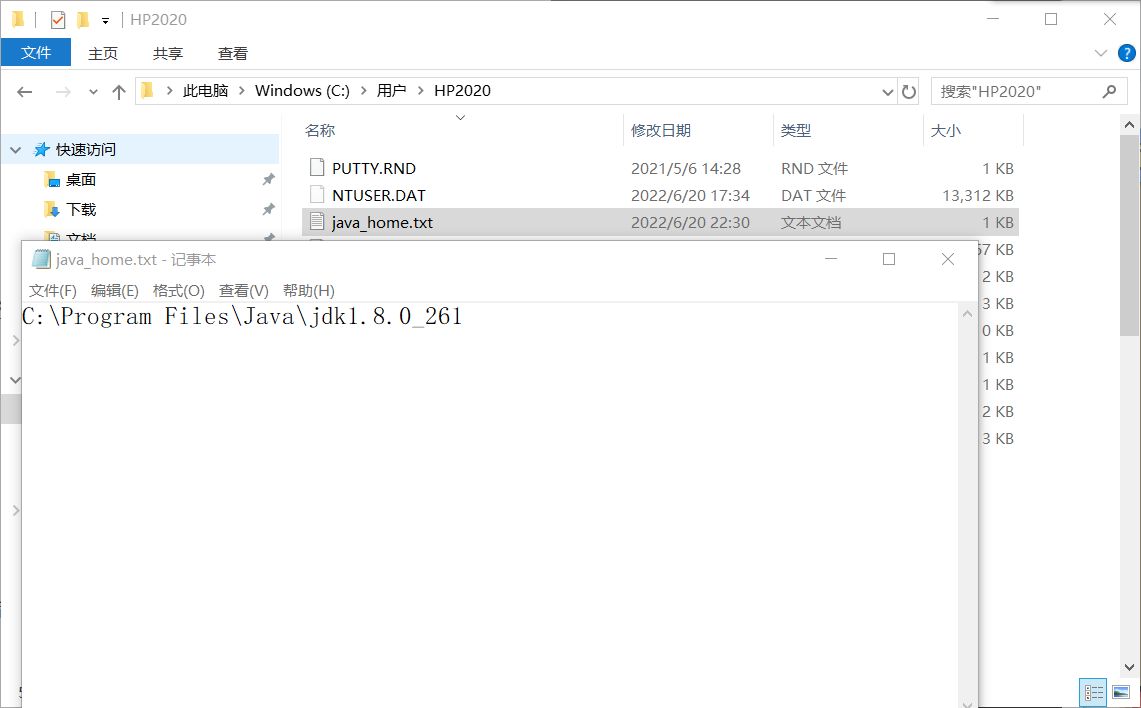 HP2020
文件 主页 共享 查看
此电脑 Windows (C:) 用户 HP2020
搜索"HP2020"
名称 修改日期 类型 大小
快速访问
桌面
下载
文档
PUTTY.RND 2021/5/6 14:28 RND 文件 1 KB
NTUSER.DAT 2022/6/20 17:34 DAT 文件 13,312 KB
java_home.txt 2022/6/20 22:30 文本文档 1 KB
KB
2 KB
3 KB
0 KB
1 KB
1 KB
2 KB
3 KB
java_home.txt - 记事本
文件(F) 编辑(E) 格式(O) 查看(V) 帮助(H)
C:\Program Files\Java\jdk1.8.0_261